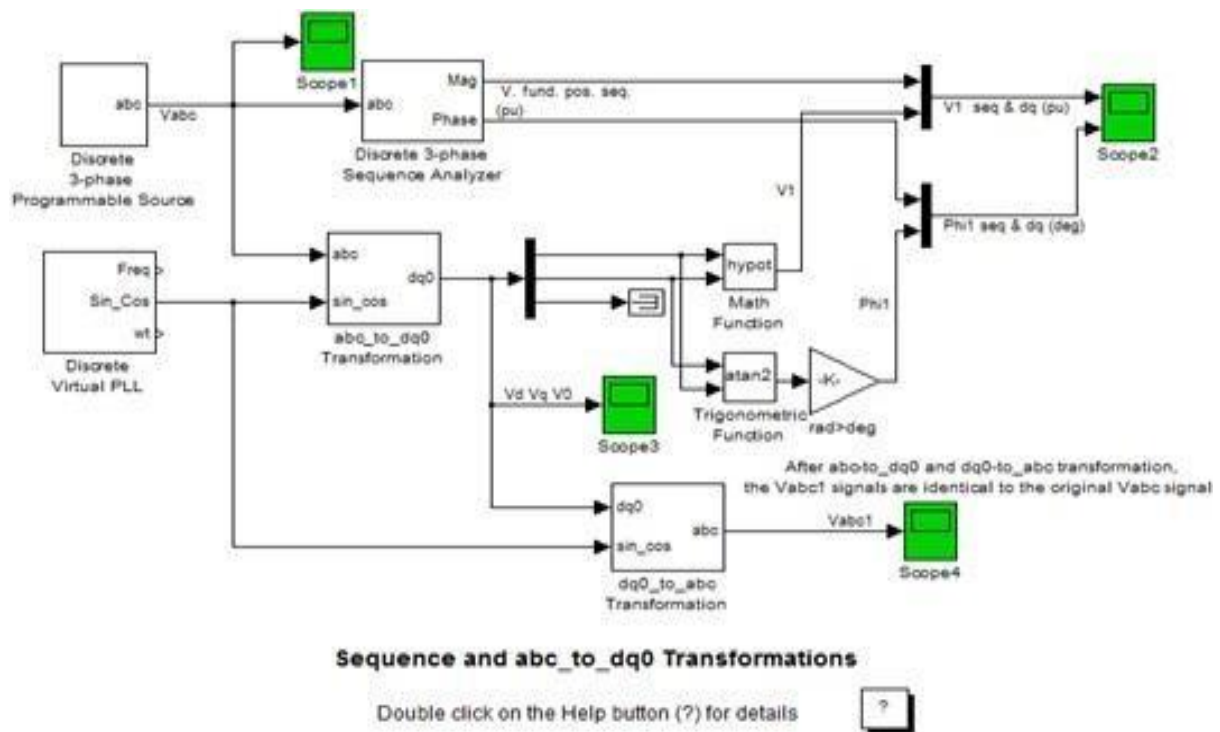 Scope1
abc
Vabc
Discrete
3-phase
Programmable Source
abc
Mag
Phase
V. fund. pos. seq.
(pu)
Discrete 3-phase
Sequence Analyzer
V1 seq & dq (pu)
Scope2
V1
Phi1 seq & dq (deg)
Freq
Sin_Cos
wt
Discrete
Virtual PLL
abc
sin_cos
dq0
abc_to_dq0
Transformation
hypot
Math
Function
Phi1
atan2
Trigonometric
Function
-K-
rad>deg
Vd Vq V0
Scope3
After abc-to_dq0 and dq0-to_abc transformation,
the Vabc1 signals are identical to the original Vabc signal
dq0
sin_cos
abc
dq0_to_abc
Transformation
Vabc1
Scope4
Sequence and abc_to_dq0 Transformations
Double click on the Help button (?) for details
?